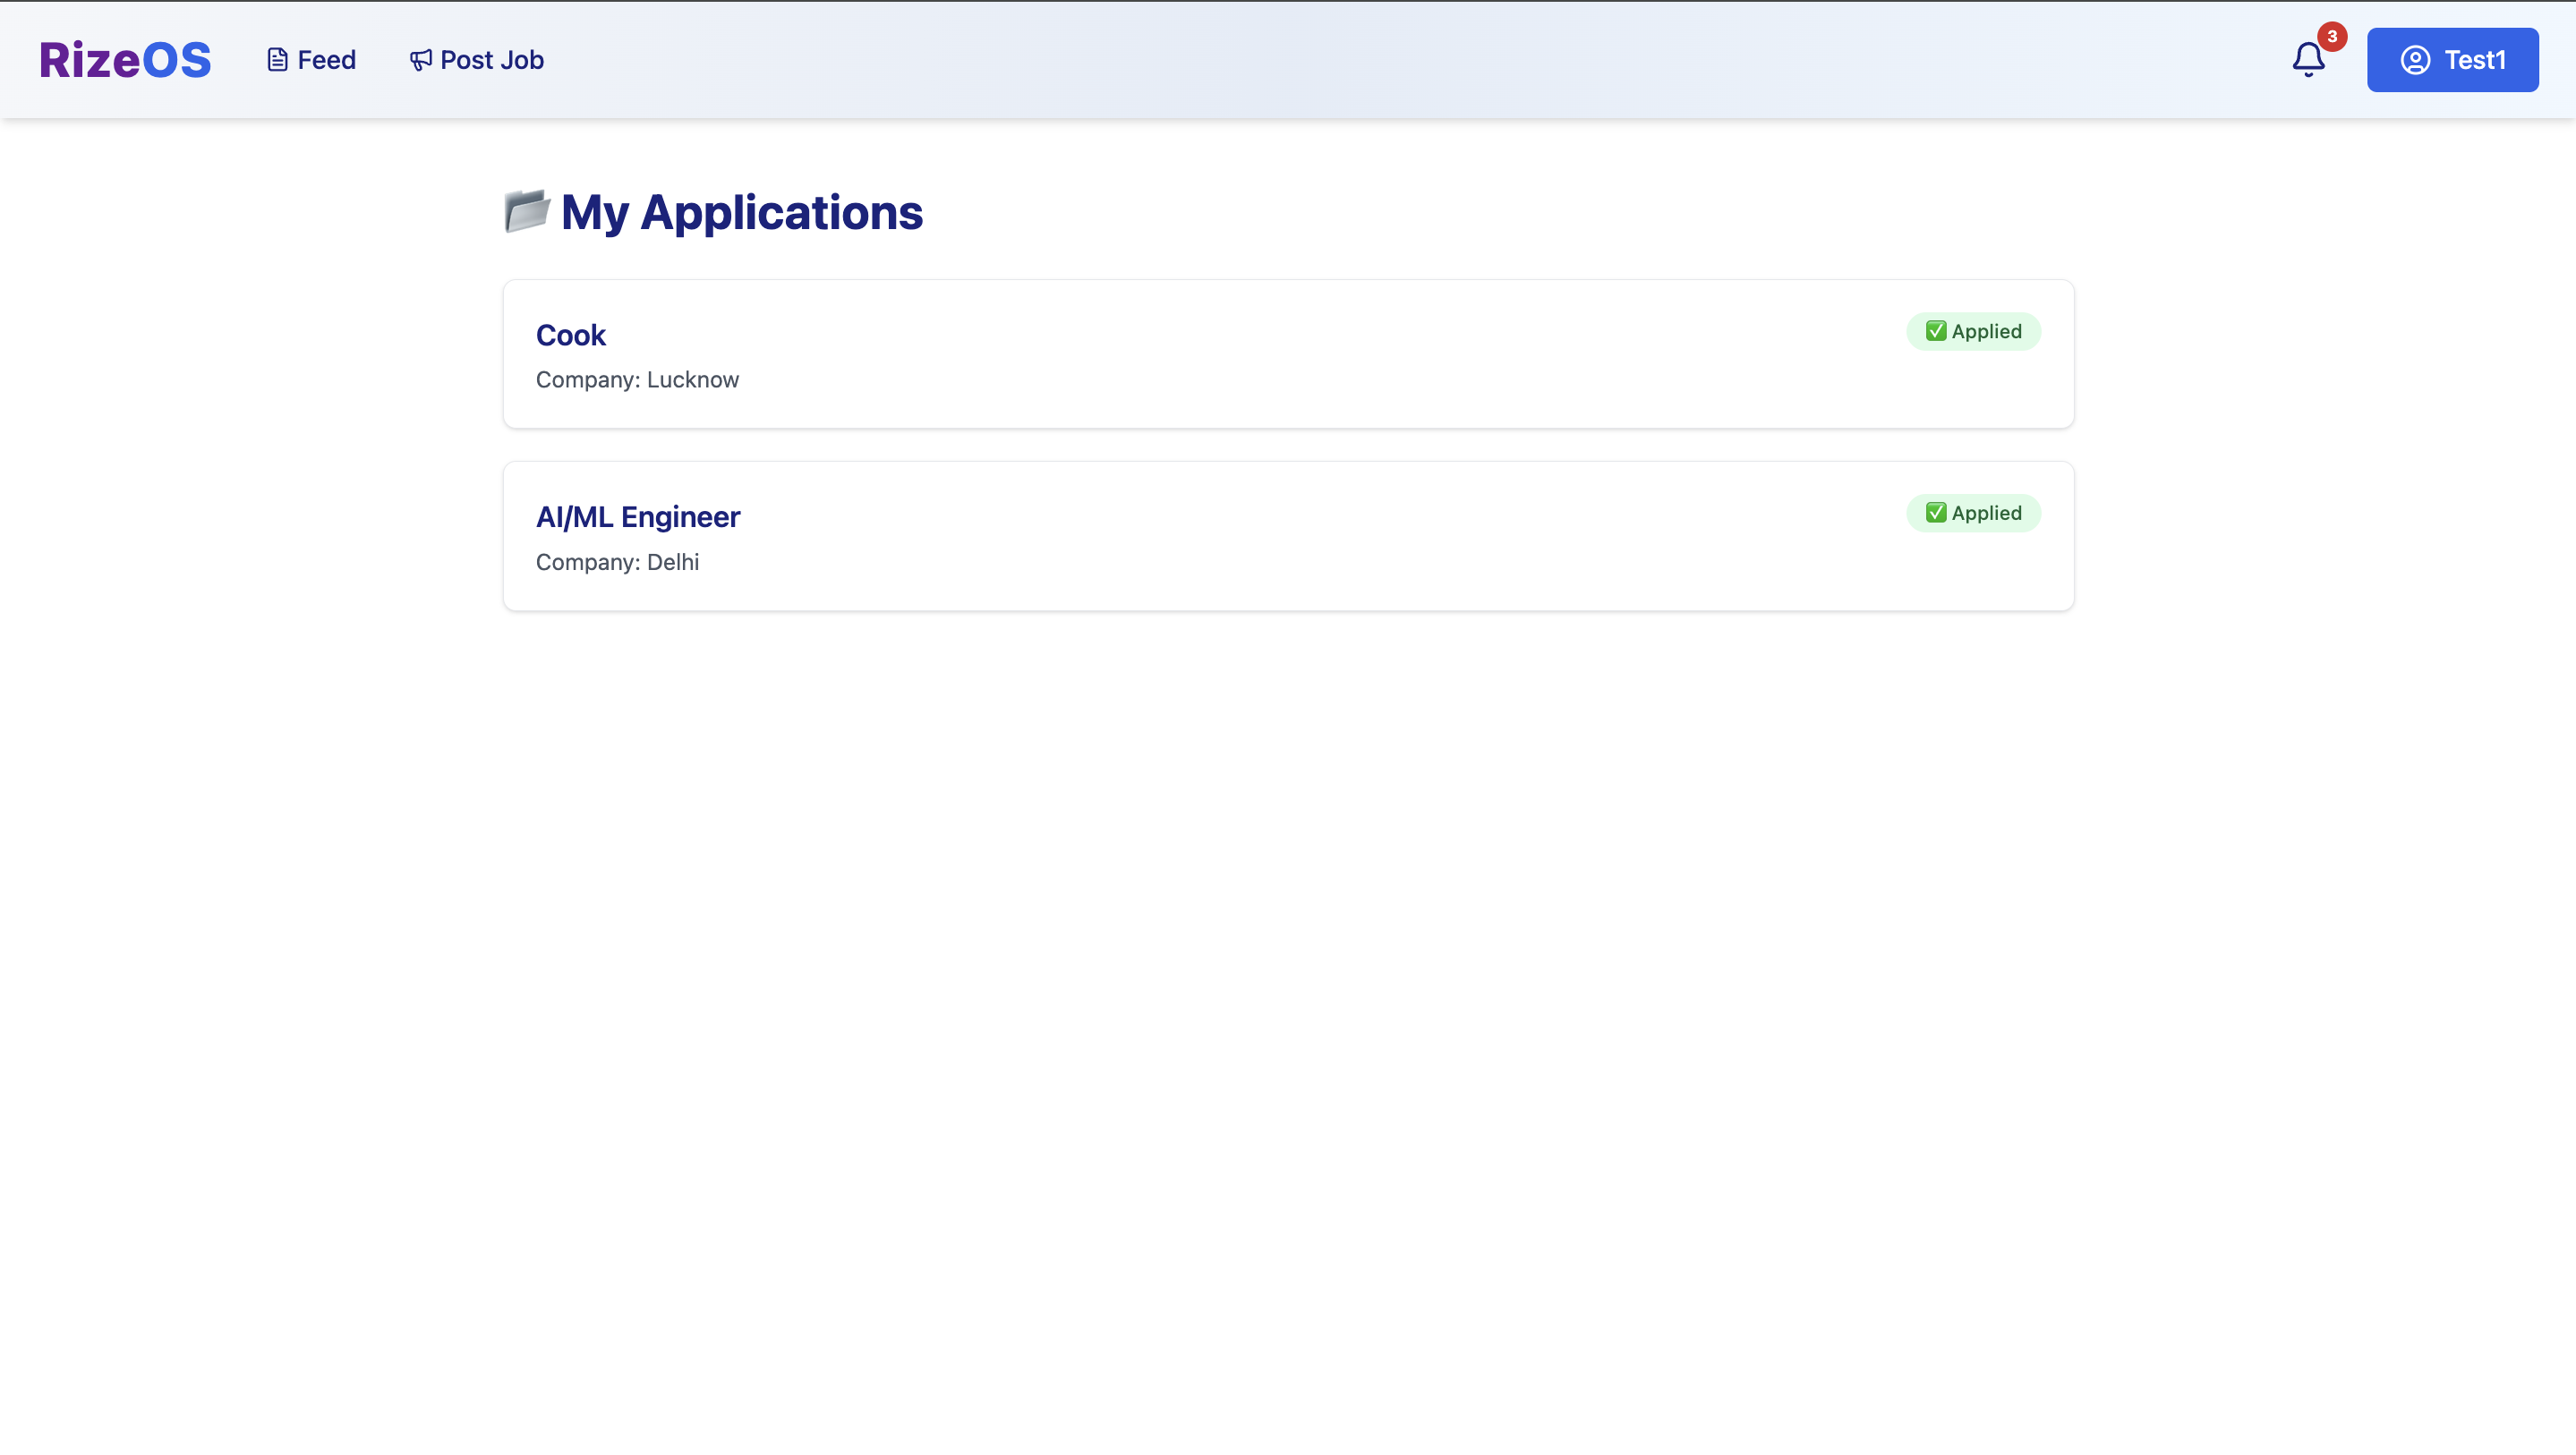 RizeOS
Feed
Post Job
3
Test1
My Applications
Cook
✅ Applied
Company: Lucknow
AI/ML Engineer
✅ Applied
Company: Delhi